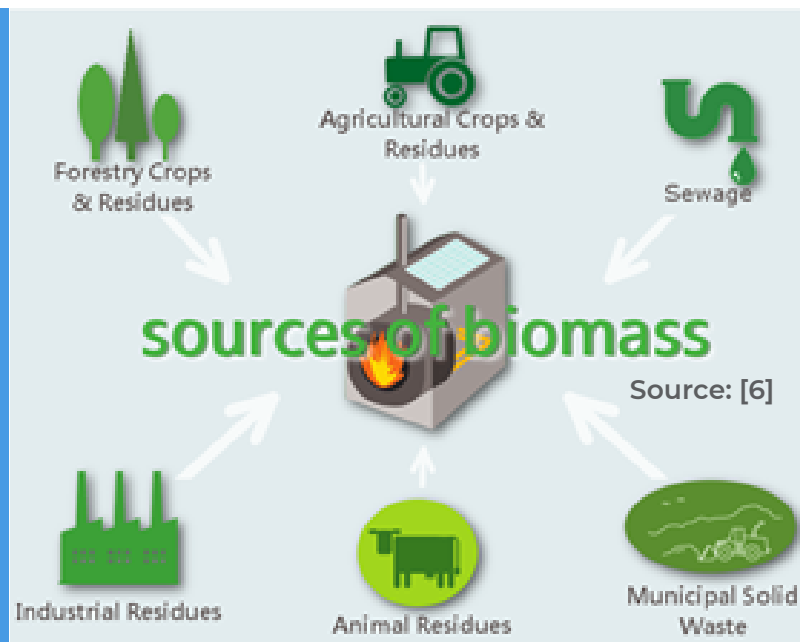 Agricultural Crops &
Residues
Forestry Crops
& Residues
Sewage
sources of biomass
Source: [6]
Industrial Residues
Animal Residues
Municipal Solid
Waste